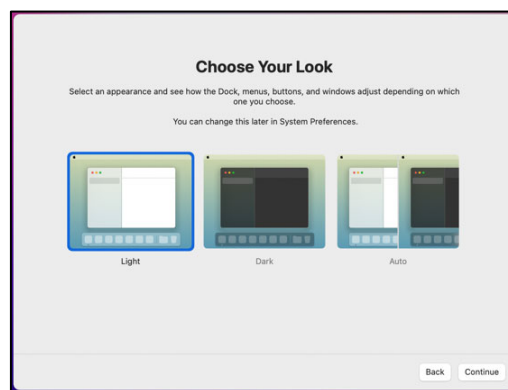 Choose Your Look
Select an appearance and see how the Dock, menus, buttons, and windows adjust depending on which
one you choose.
You can change this later in System Preferences.
Light
Dark
Auto
Back
Continue